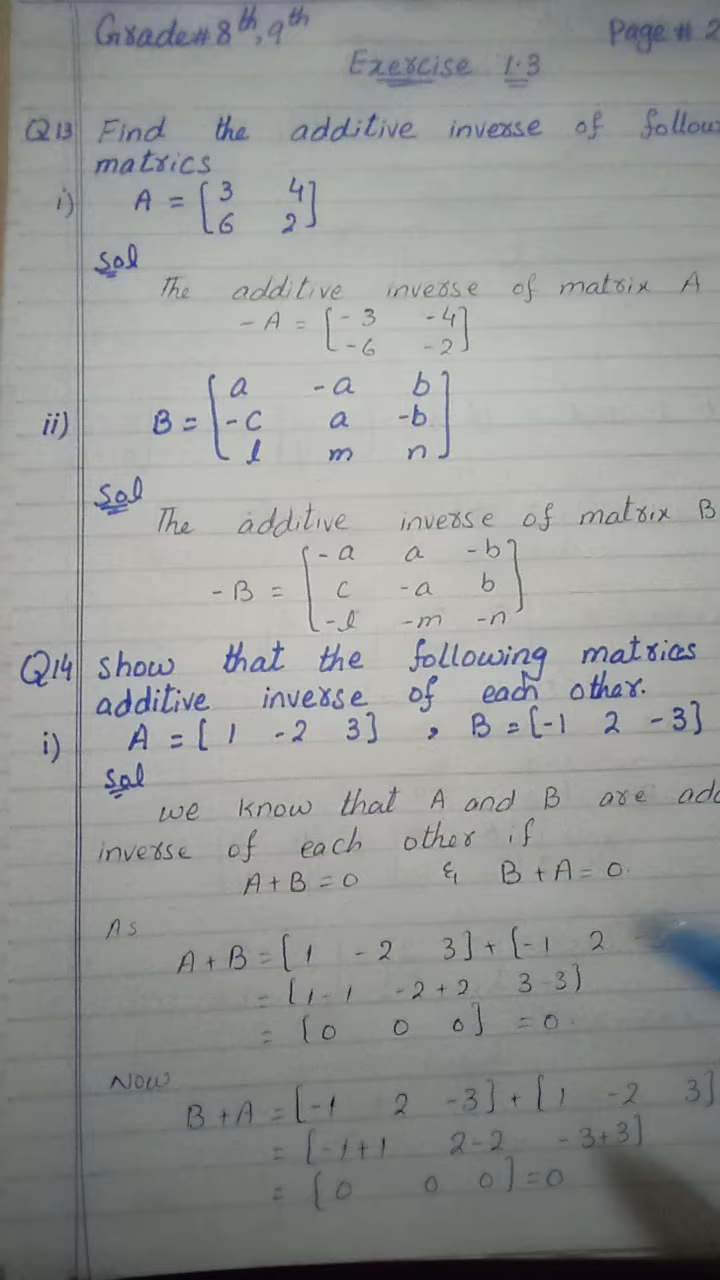 Grade# 8th, 9th Page # 2
Exercise 1.3
Q13 Find the additive inverse of follow
matrics
i) A = [3 4
6 2]
Sol
The additive inverse of matrix A
-A = [-3 -4
-6 -2]
ii) B = [a -a b
-c a -b
l m n]
Sol
The additive inverse of matrix B
-B = [-a a -b
c -a b
-l -m -n]
Q14 show that the following matrics
additive inverse of each other.
i) A = [1 -2 3] , B = [-1 2 -3]
Sol
we know that A and B are add
inverse of each other if
A+B=0 & B+A=0.
As
A+B = [1 -2 3] + [-1 2
= [1-1 -2+2 3-3]
= [0 0 0] = 0.
Now
B+A = [-1 2 -3] + [1 -2 3]
= [-1+1 2-2 -3+3]
= [0 0 0] = 0